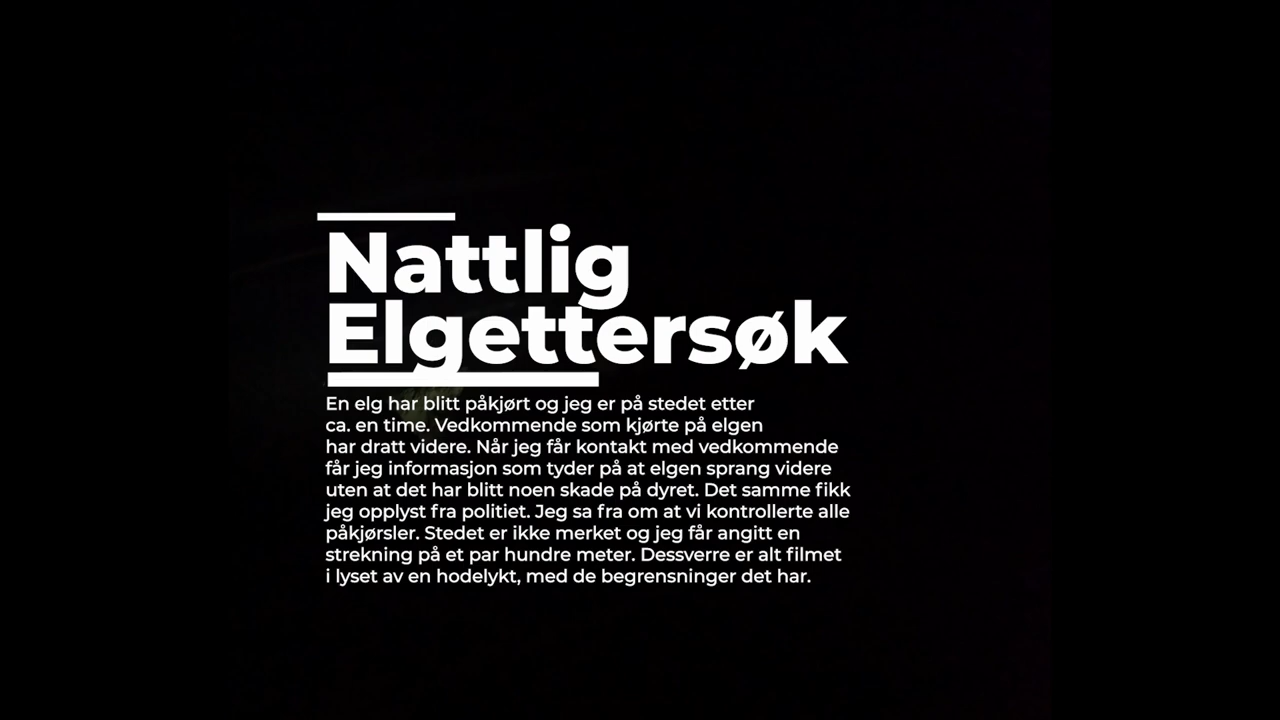 Nattlig
Elgettersøk
En elg har blitt påkjørt og jeg er på stedet etter
ca. en time. Vedkommende som kjørte på elgen
har dratt videre. Når jeg får kontakt med vedkommende
får jeg informasjon som tyder på at elgen sprang videre
uten at det har blitt noen skade på dyret. Det samme fikk
jeg opplyst fra politiet. Jeg sa fra om at vi kontrollerte alle
påkjørsler. Stedet er ikke merket og jeg får angitt en
strekning på et par hundre meter. Dessverre er alt filmet
i lyset av en hodelykt, med de begrensninger det har.